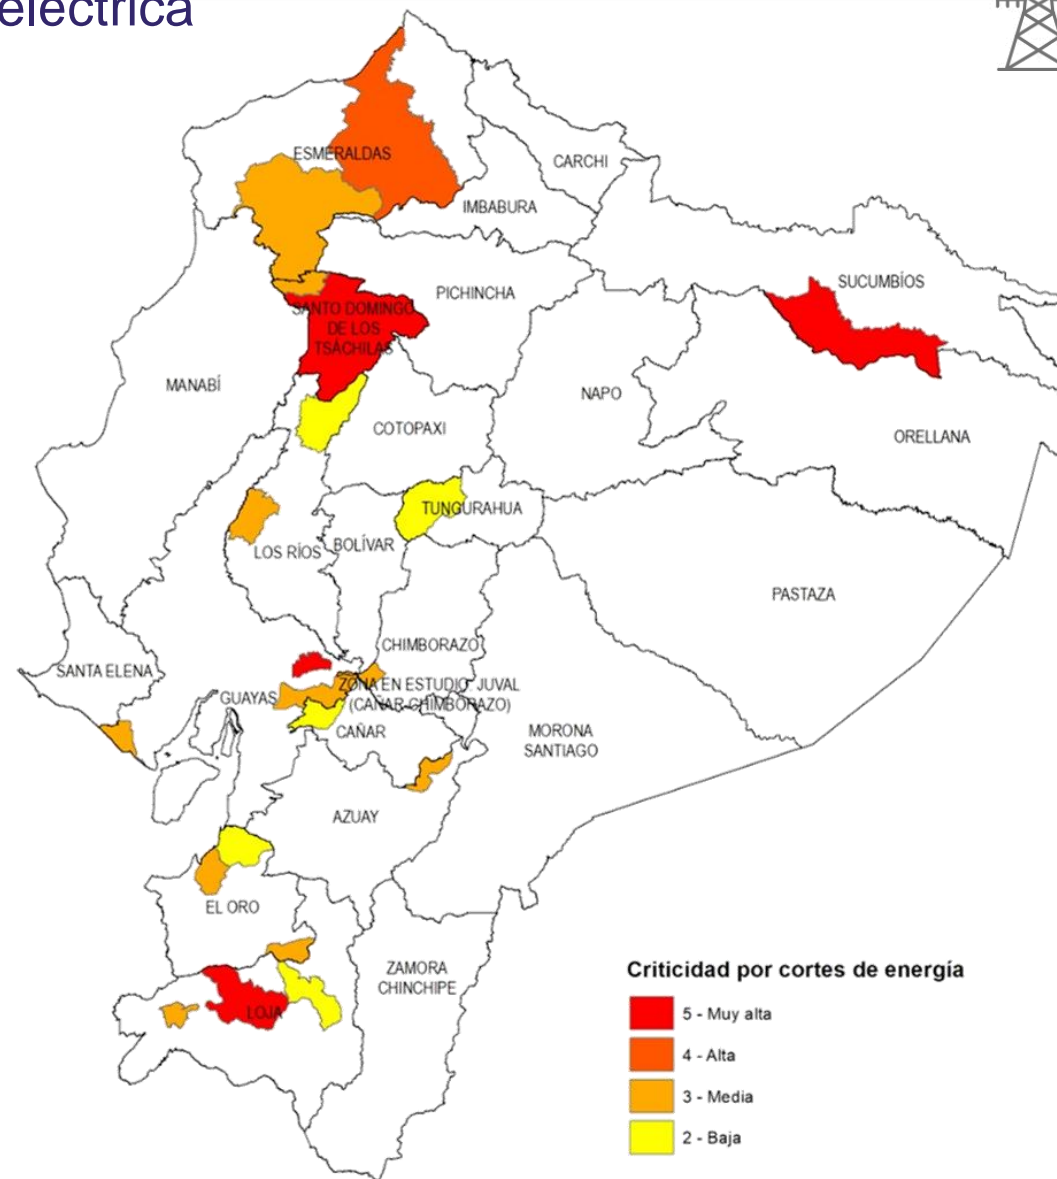 eléctrica
ESMERALDAS
CARCHI
IMBABURA
SUCUMBÍOS
PICHINCHA
SANTO DOMINGO
DE LOS
TSÁCHILAS
MANABÍ
NAPO
COTOPAXI
ORELLANA
TUNGURAHUA
LOS RÍOS
BOLÍVAR
PASTAZA
CHIMBORAZO
SANTA ELENA
ZONA EN ESTUDIO: JUVAL
(CAÑAR-CHIMBORAZO)
GUAYAS
CAÑAR
MORONA
SANTIAGO
AZUAY
EL ORO
ZAMORA
CHINCHIPE
LOJA
Criticidad por cortes de energía
5 - Muy alta
4 - Alta
3 - Media
2 - Baja